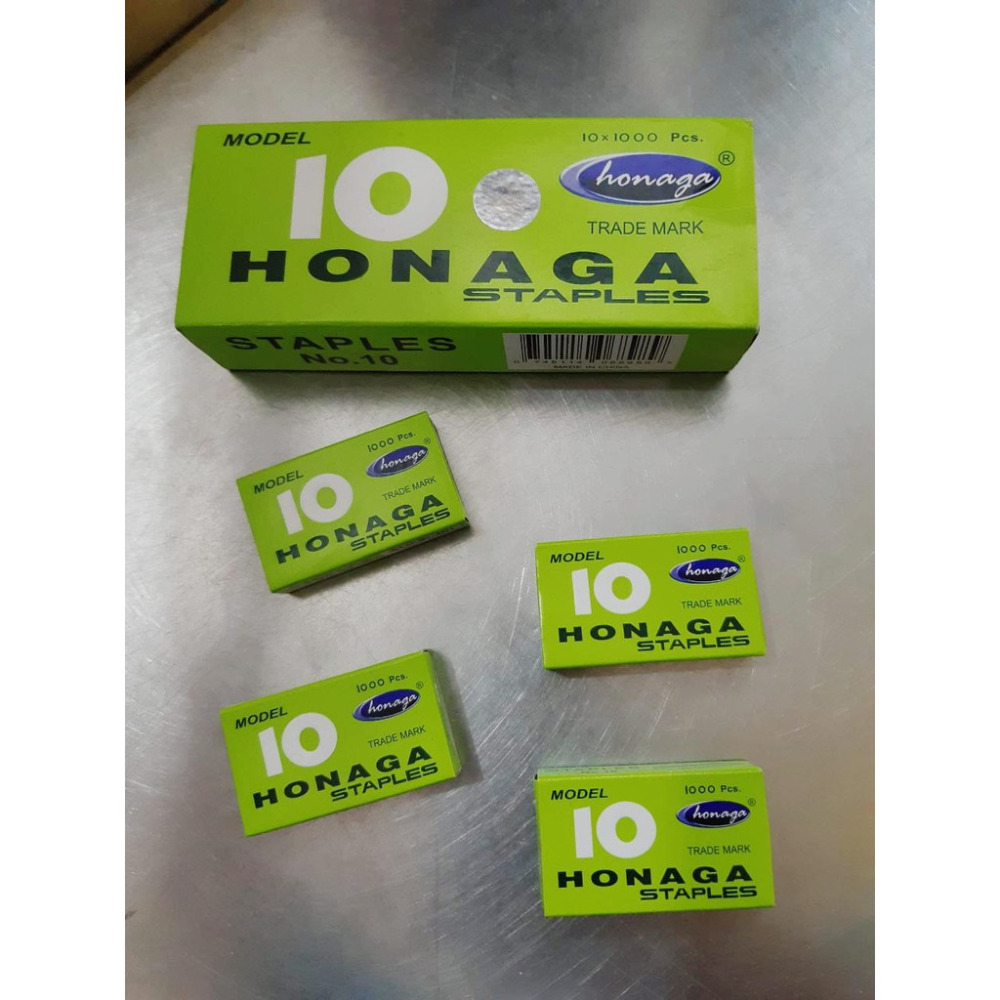 MODEL
10 × 1000 Pcs.
10
honaga ®
TRADE MARK
HONAGA
STAPLES
STAPLES
No.10
MADE IN CHINA
MODEL
1000 Pcs.
10
honaga ®
TRADE MARK
HONAGA
STAPLES
MODEL
1000 Pcs.
10
honaga ®
TRADE MARK
HONAGA
STAPLES
MODEL
1000 Pcs.
10
honaga ®
TRADE MARK
HONAGA
STAPLES
MODEL
1000 Pcs.
10
honaga ®
TRADE MARK
HONAGA
STAPLES